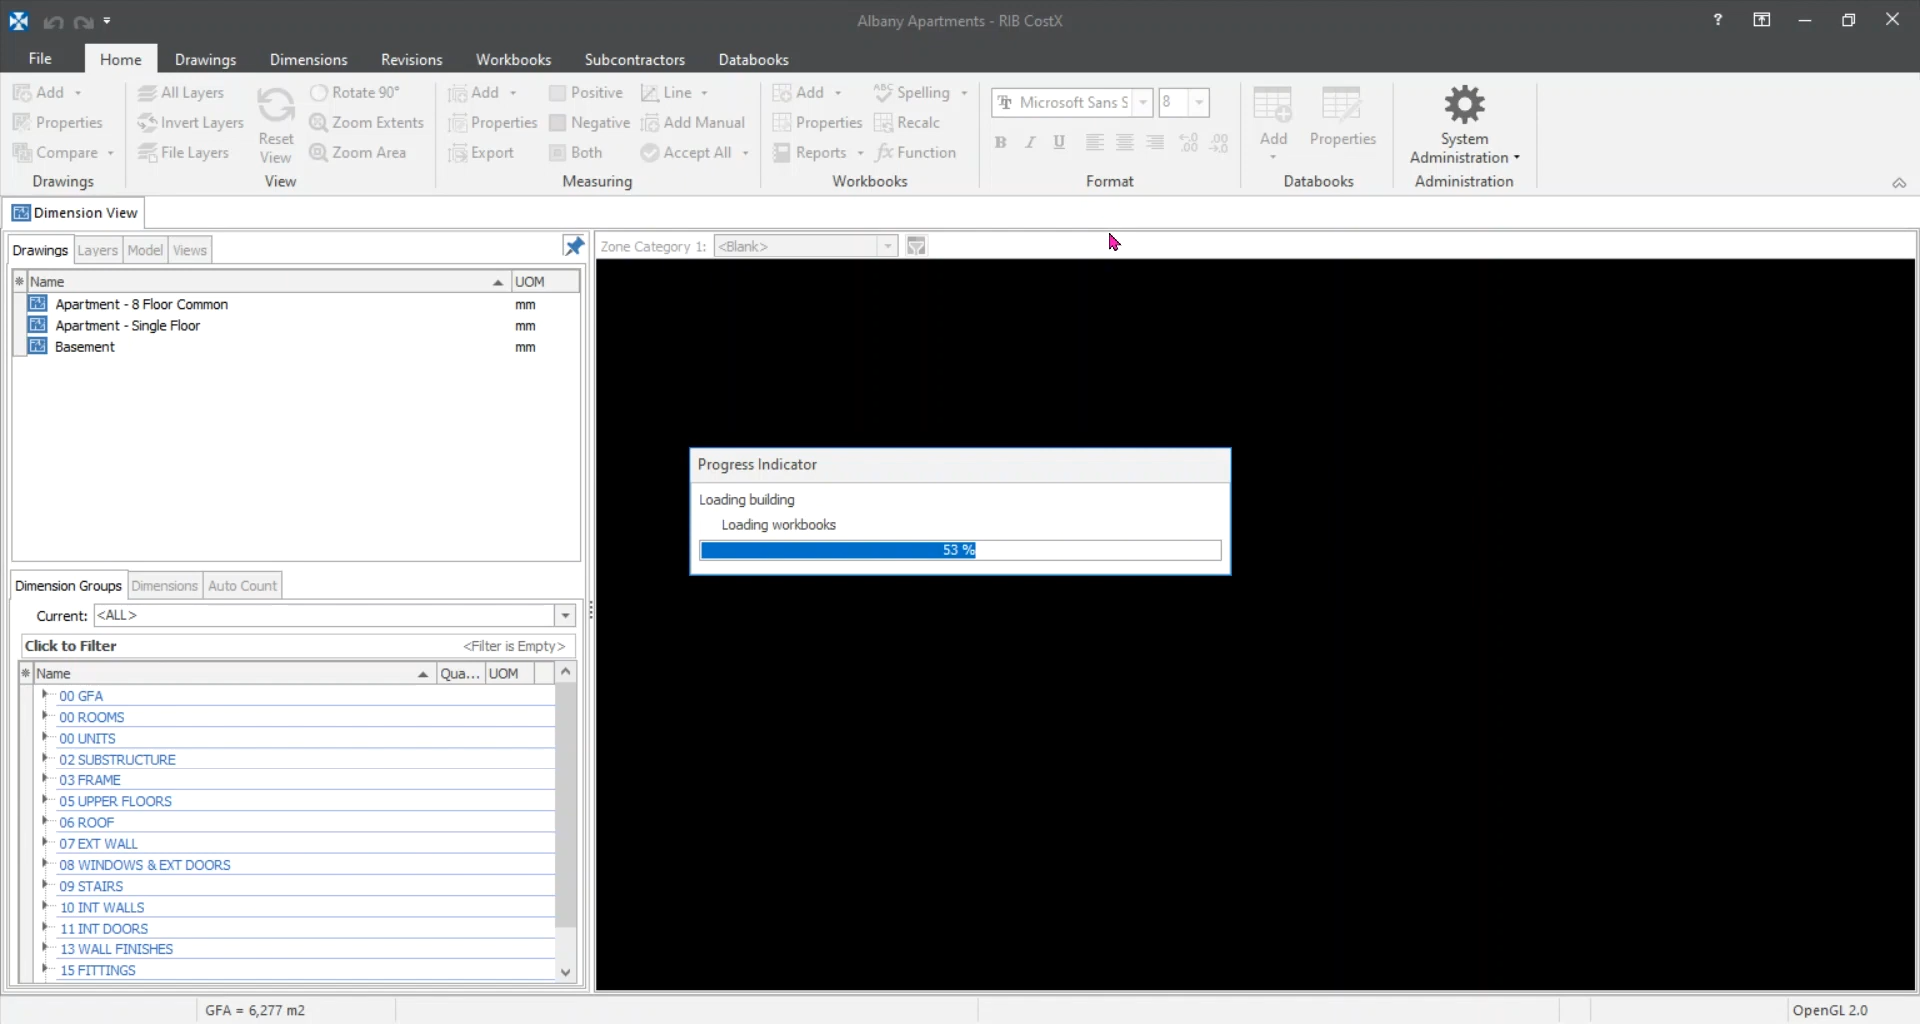 Albany Apartments - RIB CostX
?
File Home Drawings Dimensions Revisions Workbooks Subcontractors Databooks
Add All Layers Rotate 90° Add Positive Line Add ABC Spelling Microsoft Sans S 8
Properties Invert Layers Zoom Extents Properties Negative Add Manual Properties Recalc Reset View Add Properties System Administration
Compare File Layers Zoom Area Export Both Accept All Reports fx Function B I U
Drawings View Measuring Workbooks Format Databooks Administration
Dimension View
Drawings Layers Model Views
Zone Category 1: <Blank>
Name UOM
Apartment - 8 Floor Common mm
Apartment - Single Floor mm
Basement mm
Progress Indicator
Loading building
Loading workbooks
53 %
Dimension Groups Dimensions Auto Count
Current: <ALL>
Click to Filter <Filter is Empty>
Name Qua... UOM
00 GFA
00 ROOMS
00 UNITS
02 SUBSTRUCTURE
03 FRAME
05 UPPER FLOORS
06 ROOF
07 EXT WALL
08 WINDOWS & EXT DOORS
09 STAIRS
10 INT WALLS
11 INT DOORS
13 WALL FINISHES
15 FITTINGS
GFA = 6,277 m2
OpenGL 2.0